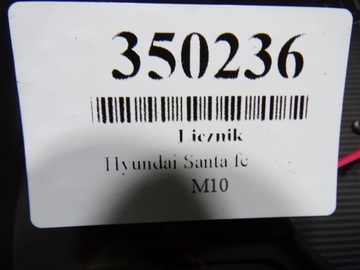 350236
Licznik
Hyundai Santa fe
M10